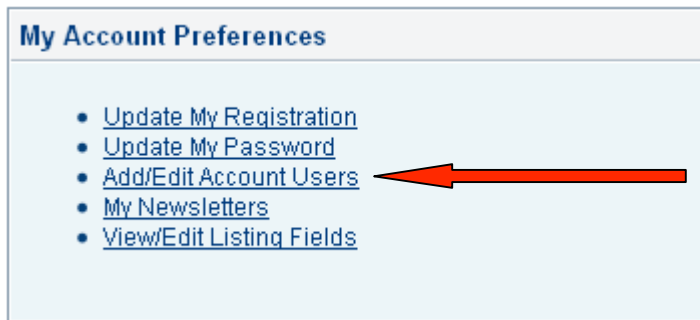 My Account Preferences
Update My Registration
Update My Password
Add/Edit Account Users
My Newsletters
View/Edit Listing Fields